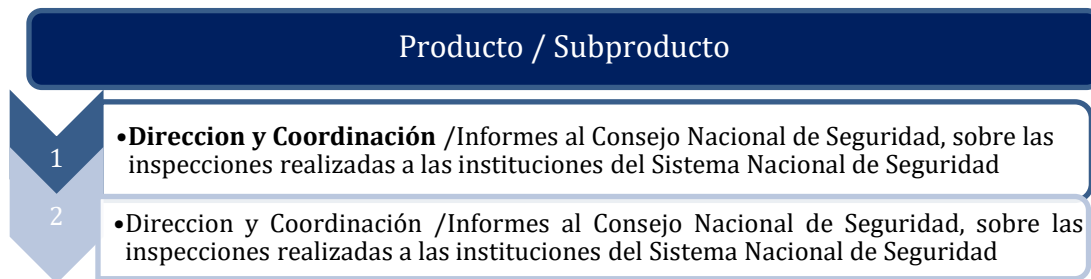 Producto / Subproducto
1
•Direccion y Coordinación /Informes al Consejo Nacional de Seguridad, sobre las
inspecciones realizadas a las instituciones del Sistema Nacional de Seguridad
2
•Direccion y Coordinación /Informes al Consejo Nacional de Seguridad, sobre las
inspecciones realizadas a las instituciones del Sistema Nacional de Seguridad